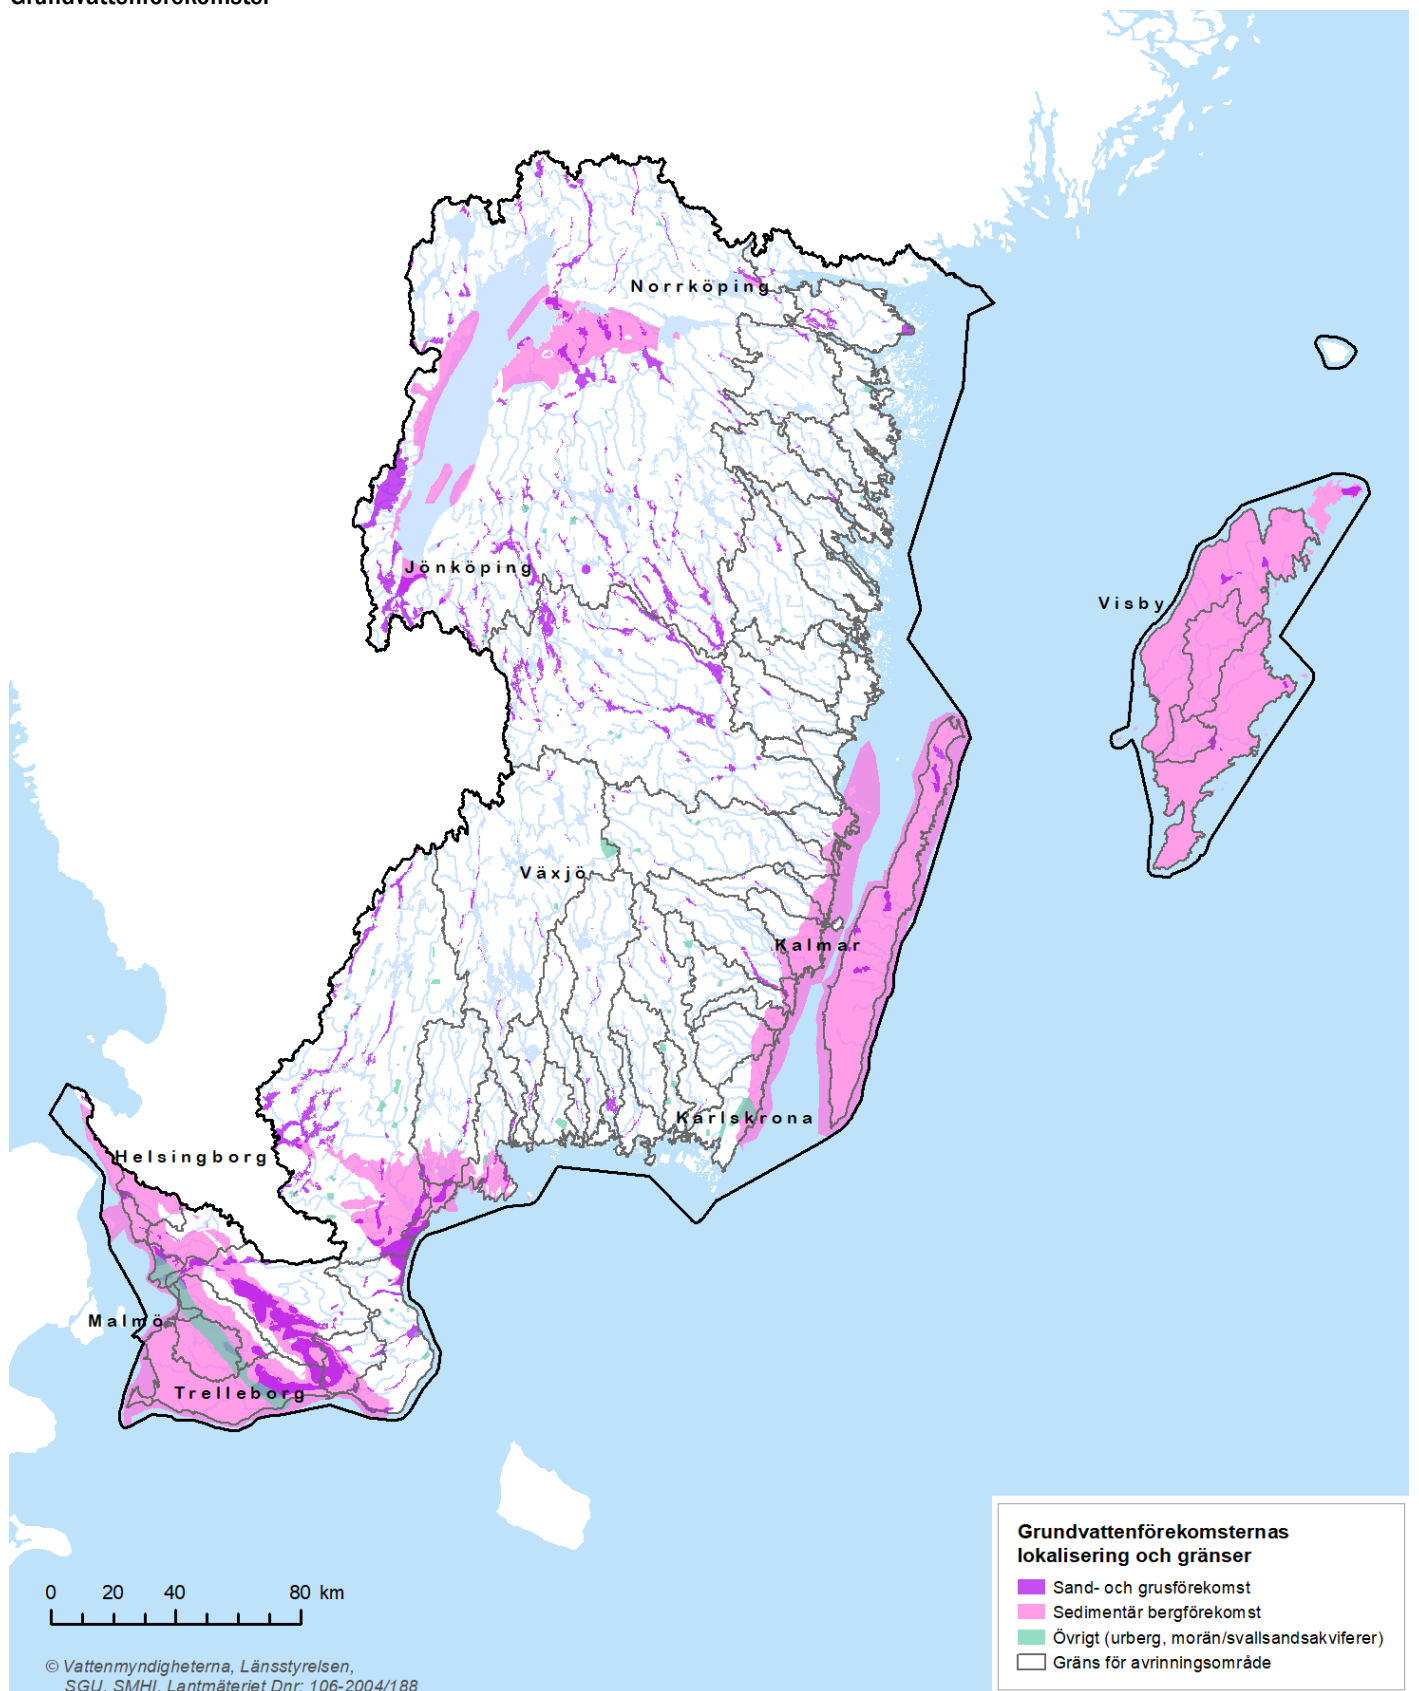 Grundvattenförekomster
Norrköping
Jönköping
Visby
Växjö
Kalmar
Karlskrona
Helsingborg
Malmö
Trelleborg
Grundvattenförekomsternas
lokalisering och gränser
Sand- och grusförekomst
Sedimentär bergförekomst
Övrigt (urberg, morän/svallsandsakviferer)
Gräns för avrinningsområde
0 20 40 80 km
© Vattenmyndigheterna, Länsstyrelsen,
SGU, SMHI, Lantmäteriet Dnr: 106-2004/188